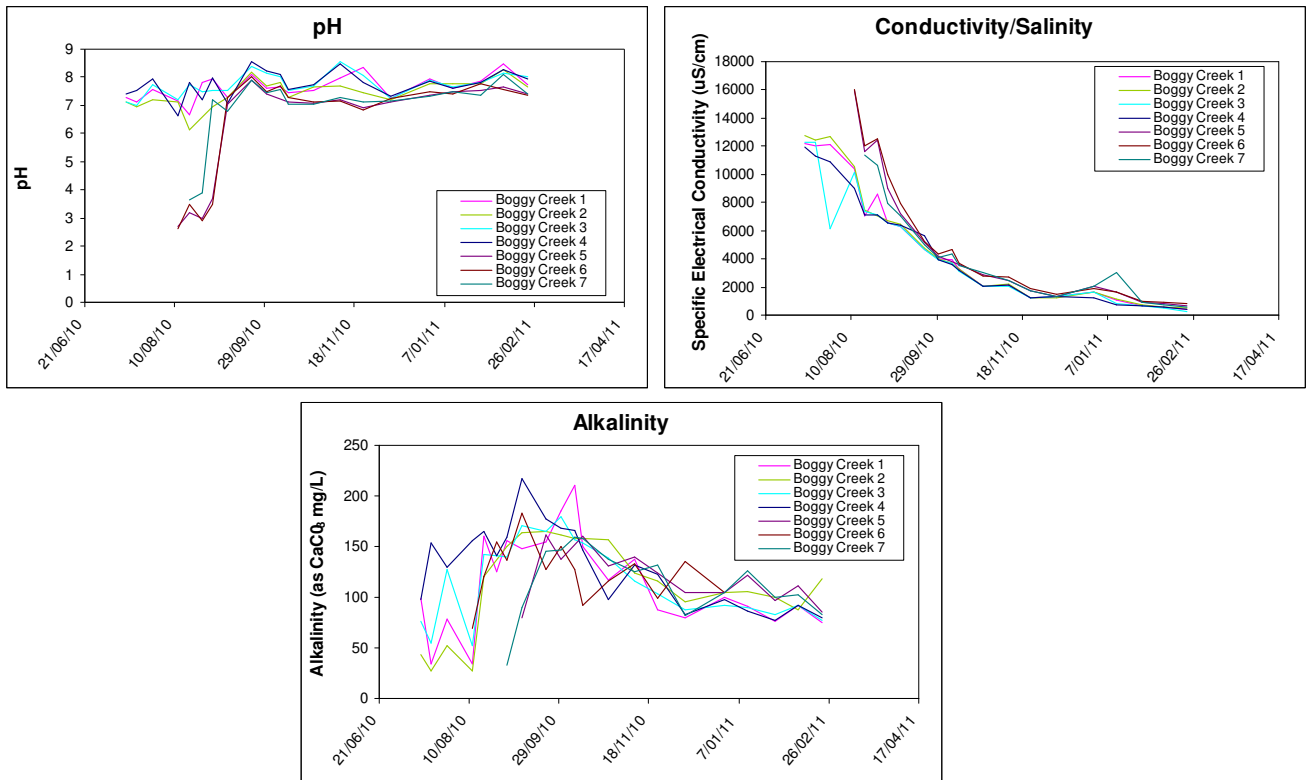 pH
9
8
7
6
5
4
3
2
1
0
pH
Boggy Creek 1
Boggy Creek 2
Boggy Creek 3
Boggy Creek 4
Boggy Creek 5
Boggy Creek 6
Boggy Creek 7
21/06/10
10/08/10
29/09/10
18/11/10
7/01/11
26/02/11
17/04/11
Conductivity/Salinity
Specific Electrical Conductivity (uS/cm)
18000
16000
14000
12000
10000
8000
6000
4000
2000
0
Boggy Creek 1
Boggy Creek 2
Boggy Creek 3
Boggy Creek 4
Boggy Creek 5
Boggy Creek 6
Boggy Creek 7
21/06/10
10/08/10
29/09/10
18/11/10
7/01/11
26/02/11
17/04/11
Alkalinity
Alkalinity (as CaC0₃ mg/L)
250
200
150
100
50
0
Boggy Creek 1
Boggy Creek 2
Boggy Creek 3
Boggy Creek 4
Boggy Creek 5
Boggy Creek 6
Boggy Creek 7
21/06/10
10/08/10
29/09/10
18/11/10
7/01/11
26/02/11
17/04/11